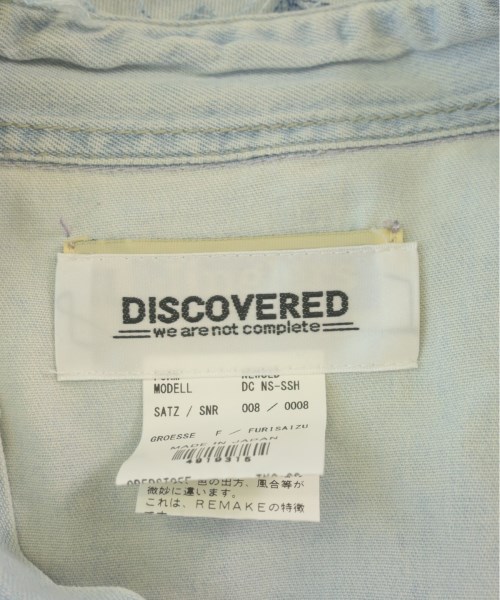 DISCOVERED
we are not complete
MODELL DC NS-SSH
SATZ / SNR 008 / 0008
GROESSE F / FURISAIZU
MADE IN JAPAN
4919316
微妙に違います。
これは、REMAKEの特徴